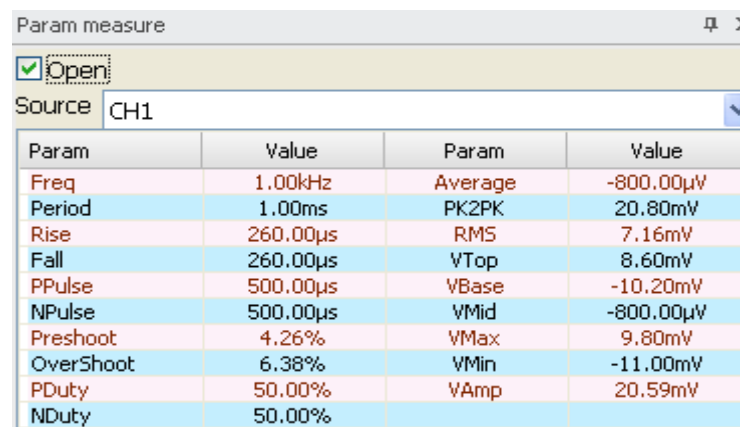 Param measure
Open
Source CH1
Param Value Param Value
Freq 1.00kHz Average -800.00µV
Period 1.00ms PK2PK 20.80mV
Rise 260.00µs RMS 7.16mV
Fall 260.00µs VTop 8.60mV
PPulse 500.00µs VBase -10.20mV
NPulse 500.00µs VMid -800.00µV
Preshoot 4.26% VMax 9.80mV
OverShoot 6.38% VMin -11.00mV
PDuty 50.00% VAmp 20.59mV
NDuty 50.00%